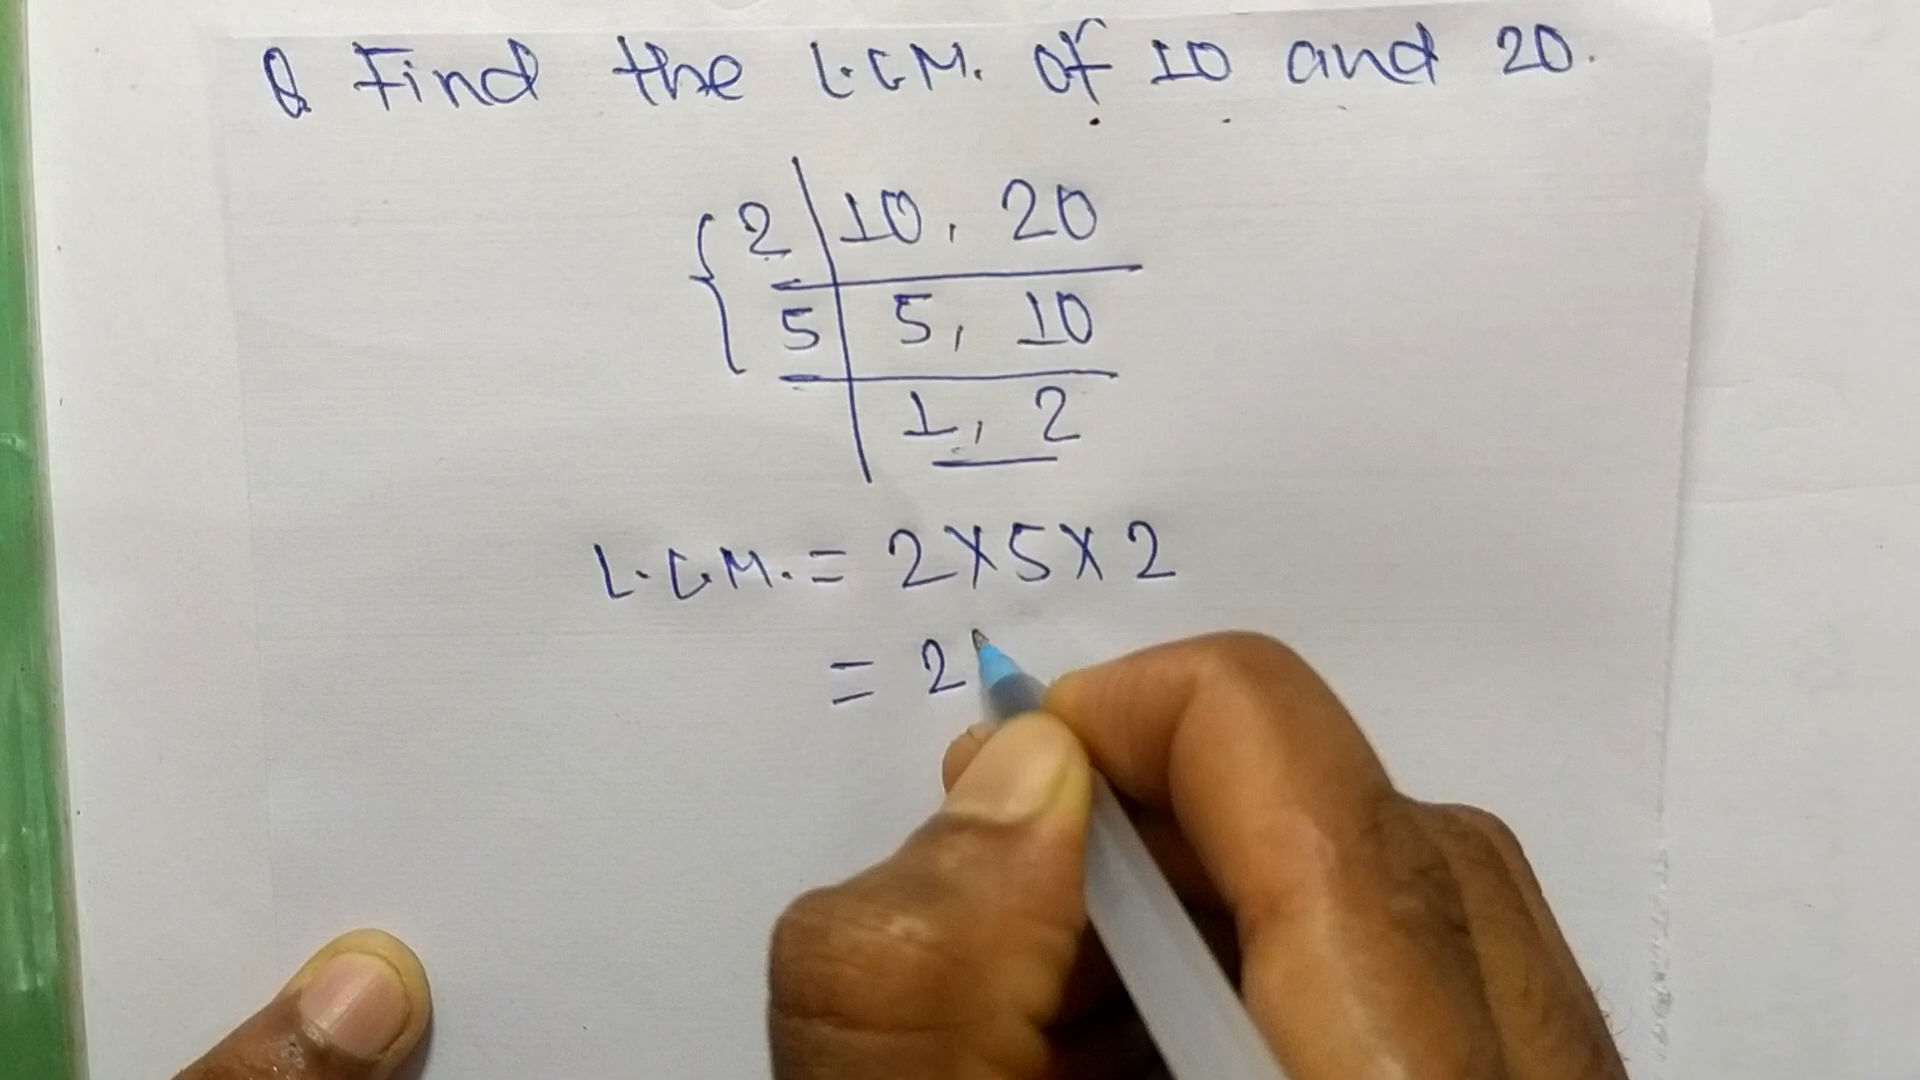 Q Find the L.C.M. of 10 and 20.
2 10, 20
5 5, 10
1, 2
L.C.M. = 2×5×2
= 2